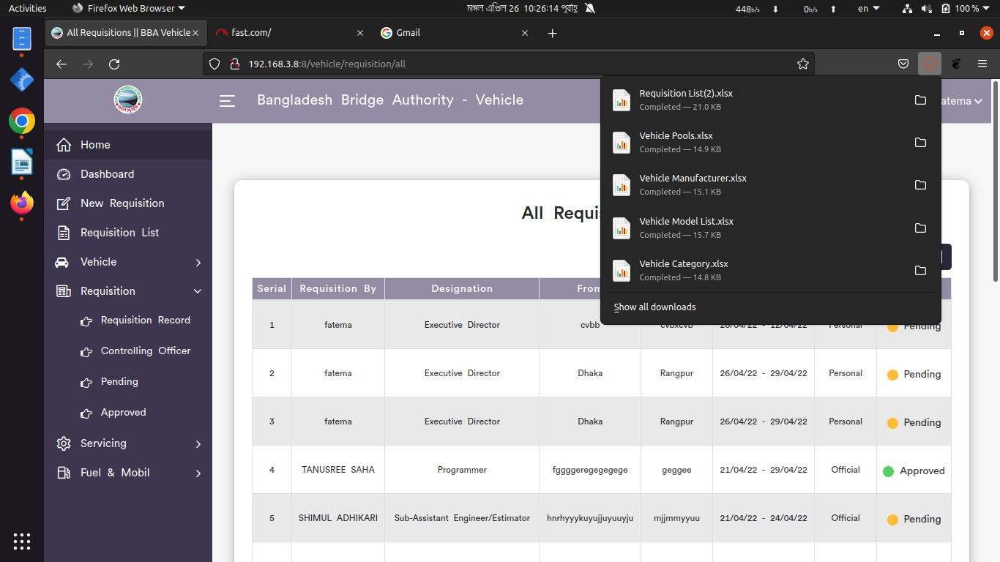 Activities Firefox Web Browser মঙ্গল এপ্রিল 26 10:26:14 পূর্বাহ্ণ 448b/s 0b/s en 100 %
All Requisitions || BBA Vehicle fast.com/ Gmail
192.168.3.8:8/vehicle/requisition/all
Bangladesh Bridge Authority - Vehicle
atema
Requisition List(2).xlsx
Completed — 21.0 KB
Vehicle Pools.xlsx
Completed — 14.9 KB
Vehicle Manufacturer.xlsx
Completed — 15.1 KB
Vehicle Model List.xlsx
Completed — 15.7 KB
Vehicle Category.xlsx
Completed — 14.8 KB
Show all downloads
Home
Dashboard
New Requisition
Requisition List
Vehicle
Requisition
Requisition Record
Controlling Officer
Pending
Approved
Servicing
Fuel & Mobil
All Requis
Serial Requisition By Designation From
1 fatema Executive Director cvbb cvbxcvb 26/04/22 - 12/04/22 Personal Pending
2 fatema Executive Director Dhaka Rangpur 26/04/22 - 29/04/22 Personal Pending
3 fatema Executive Director Dhaka Rangpur 26/04/22 - 29/04/22 Personal Pending
4 TANUSREE SAHA Programmer fggggeregegegege geggee 21/04/22 - 29/04/22 Official Approved
5 SHIMUL ADHIKARI Sub-Assistant Engineer/Estimator hnrhyyykuyujjuyuuyju mjjmmyyuu 21/04/22 - 24/04/22 Official Pending